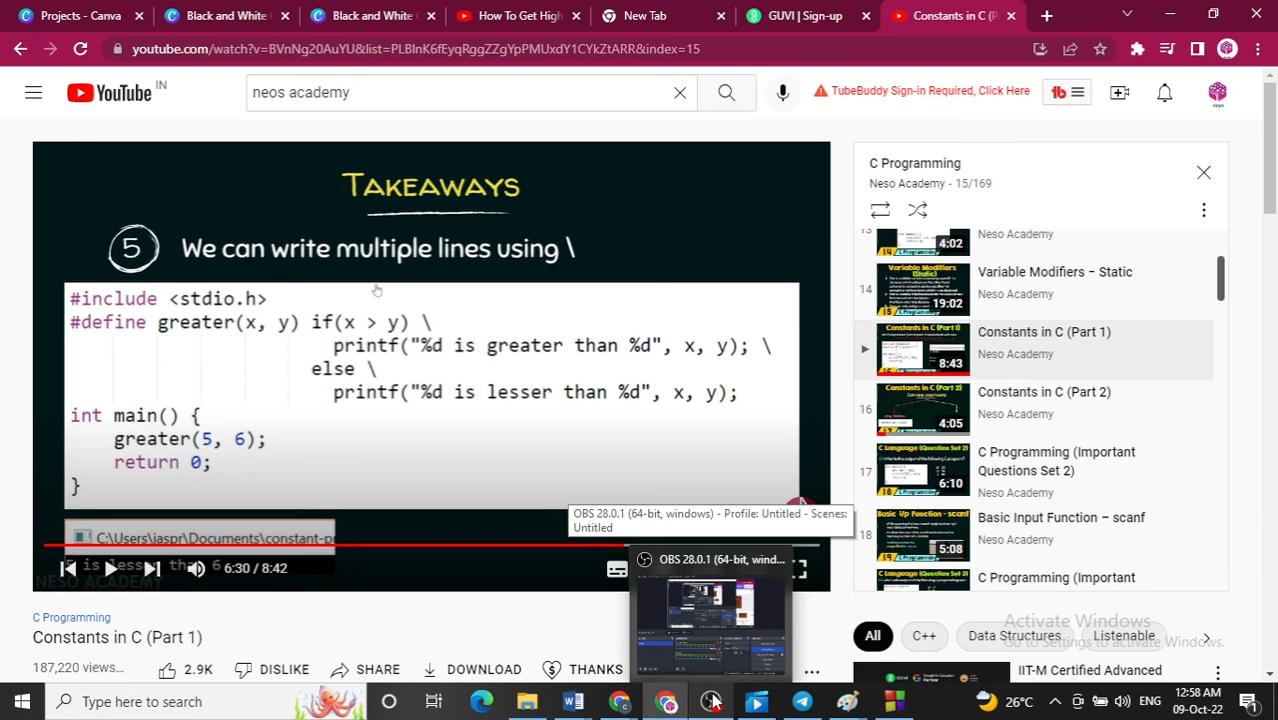 Projects - Canva
Black and White
Black and White
How To Get High
New Tab
GUVI | Sign-up
Constants in C (P
youtube.com/watch?v=BVnNg20AuYU&list=PLBlnK6fEyqRggZZgYpPMUxdY1CYkZtARR&index=15
YouTube IN
neos academy
TubeBuddy Sign-in Required, Click Here
TAKEAWAYS
5 We can write multiple lines using \
#include <stdio.h>
#define greater(x, y) if(x > y) \
printf("%d is greater than %d", x, y); \
else \
printf("%d is lesser than %d", x, y);
int main() {
greater(5, 6);
return 0;
}
NESO ACADEMY
/ 8:42
OBS 28.0.1 (64-bit, windows) - Profile: Untitled - Scenes:
Untitled
OBS 28.0.1 (64-bit, wind...
C Programming
Constants in C (Part 1)
2.9K
DISLIKE
SHARE
DOWNLOAD
THANKS
C Programming
Neso Academy - 15/169
Neso Academy
4:02
14
Variable Modifiers − Static
Neso Academy
19:02
Constants in C (Part 1)
Neso Academy
8:43
16
Constants in C (Part 2)
Neso Academy
4:05
17
C Programming (Important
Questions Set 2)
Neso Academy
6:10
18
Basic Input Function − scanf
Neso Academy
5:08
C Programming (Important
Activate Windows
All
C++
Data Structures
Listenable
IIT-M Certified Advanced
Type here to search
26°C
ENG
12:58 AM
09-Oct-22